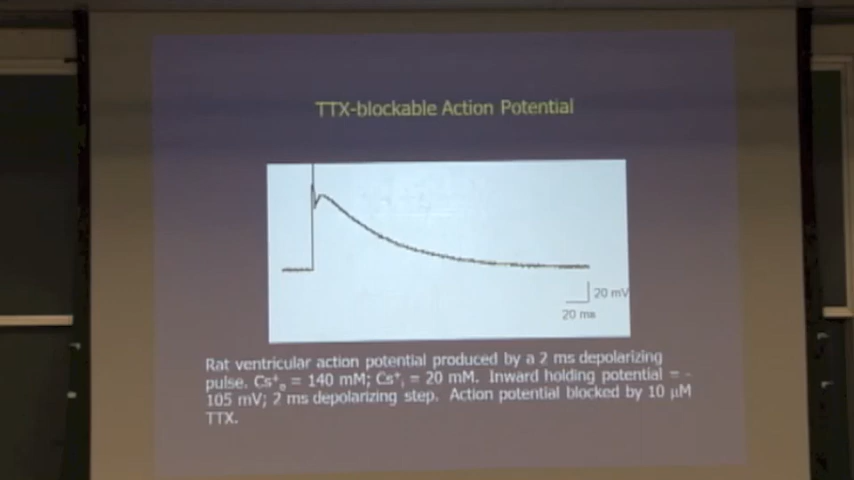 TTX-blockable Action Potential
20 mV
20 ms
Rat ventricular action potential produced by a 2 ms depolarizing
pulse. Cs⁺ₒ = 140 mM; Cs⁺ᵢ = 20 mM. Inward holding potential = -
105 mV; 2 ms depolarizing step. Action potential blocked by 10 μM
TTX.